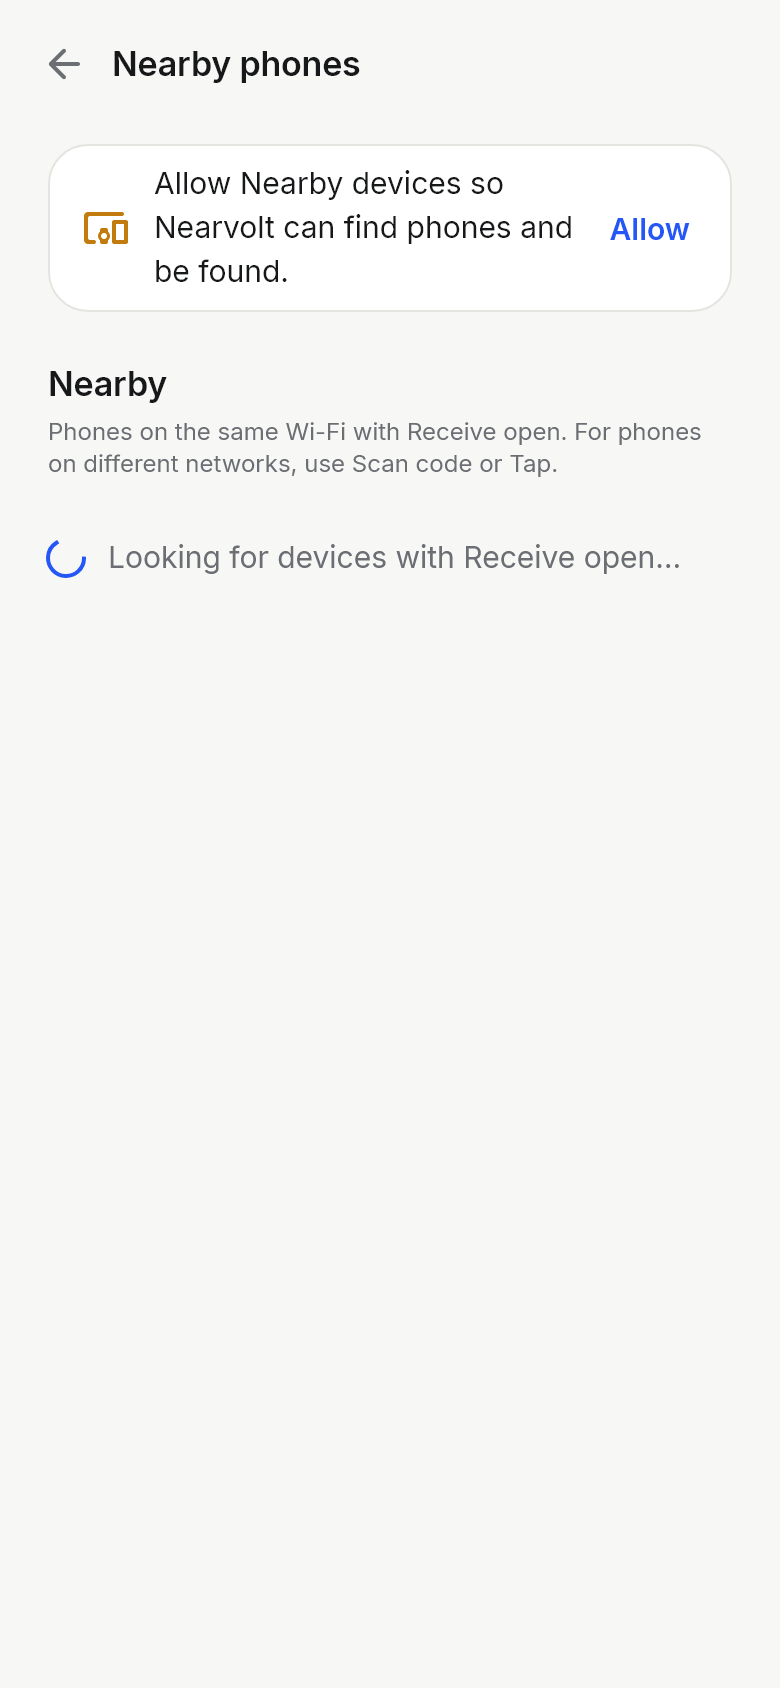 Nearby phones
Allow Nearby devices so
Nearvolt can find phones and
be found.
Allow
Nearby
Phones on the same Wi-Fi with Receive open. For phones
on different networks, use Scan code or Tap.
Looking for devices with Receive open…